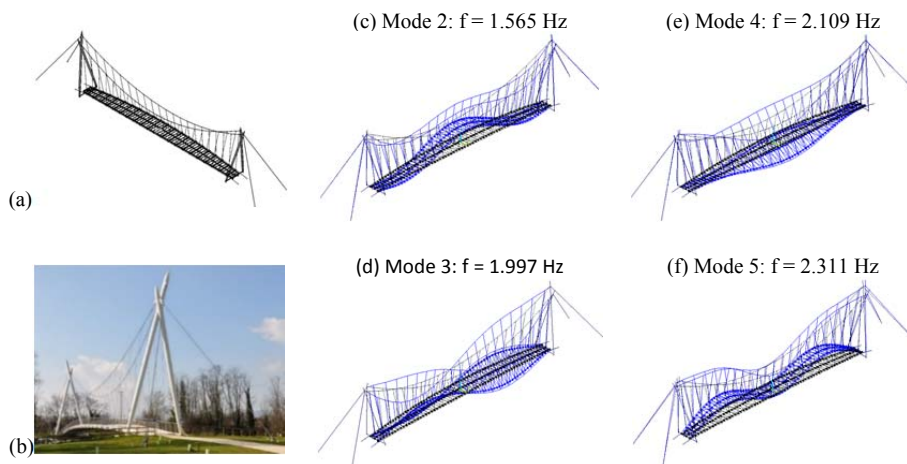 (c) Mode 2: f = 1.565 Hz
(e) Mode 4: f = 2.109 Hz
(a)
(d) Mode 3: f = 1.997 Hz
(f) Mode 5: f = 2.311 Hz
(b)